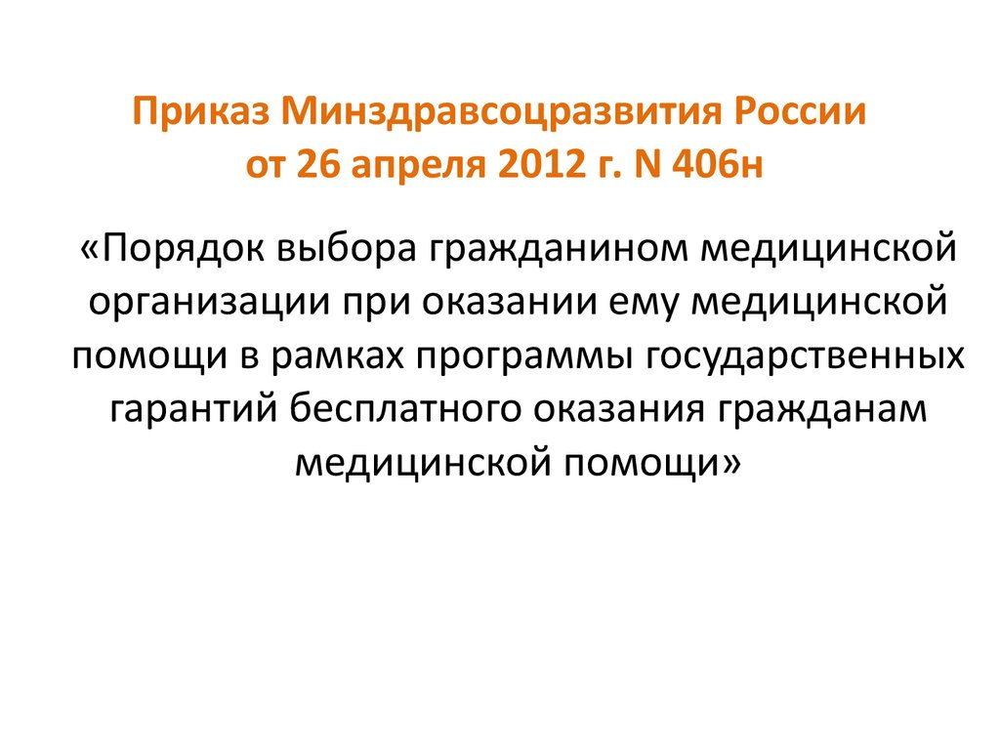 Приказ Минздравсоцразвития России
от 26 апреля 2012 г. N 406н
«Порядок выбора гражданином медицинской
организации при оказании ему медицинской
помощи в рамках программы государственных
гарантий бесплатного оказания гражданам
медицинской помощи»